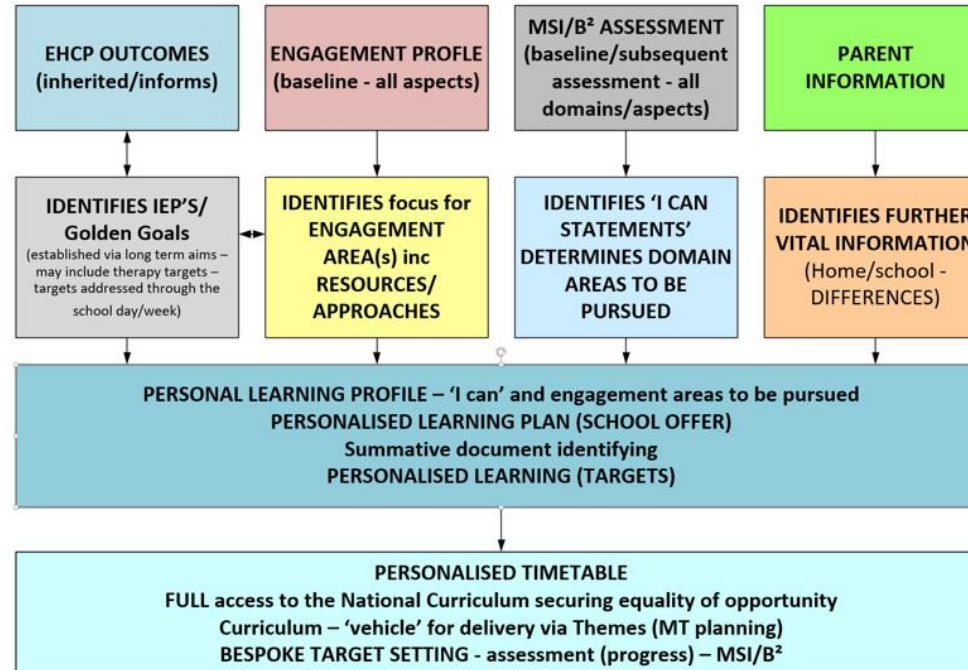 EHCP OUTCOMES
(inherited/informs)
ENGAGEMENT PROFLE
(baseline - all aspects)
MSI/B² ASSESSMENT
(baseline/subsequent
assessment - all
domains/aspects)
PARENT
INFORMATION
IDENTIFIES IEP'S/
Golden Goals
(established via long term aims –
may include therapy targets –
targets addressed through the
school day/week)
IDENTIFIES focus for
ENGAGEMENT
AREA(s) inc
RESOURCES/
APPROACHES
IDENTIFIES 'I CAN
STATEMENTS'
DETERMINES DOMAIN
AREAS TO BE
PURSUED
IDENTIFIES FURTHER
VITAL INFORMATION
(Home/school -
DIFFERENCES)
PERSONAL LEARNING PROFILE – 'I can' and engagement areas to be pursued
PERSONALISED LEARNING PLAN (SCHOOL OFFER)
Summative document identifying
PERSONALISED LEARNING (TARGETS)
PERSONALISED TIMETABLE
FULL access to the National Curriculum securing equality of opportunity
Curriculum – 'vehicle' for delivery via Themes (MT planning)
BESPOKE TARGET SETTING - assessment (progress) – MSI/B²